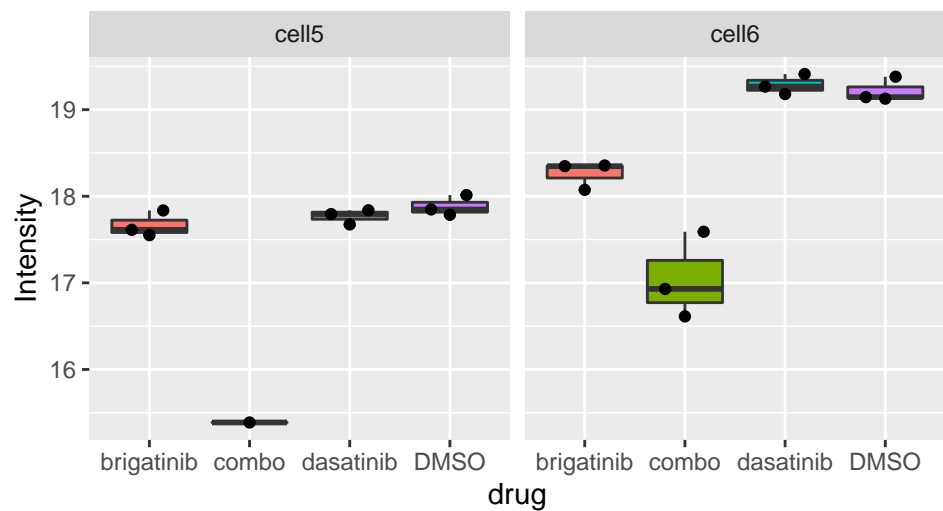 cell5 cell6
Intensity
19
18
17
16
brigatinib combo dasatinib DMSO brigatinib combo dasatinib DMSO
drug